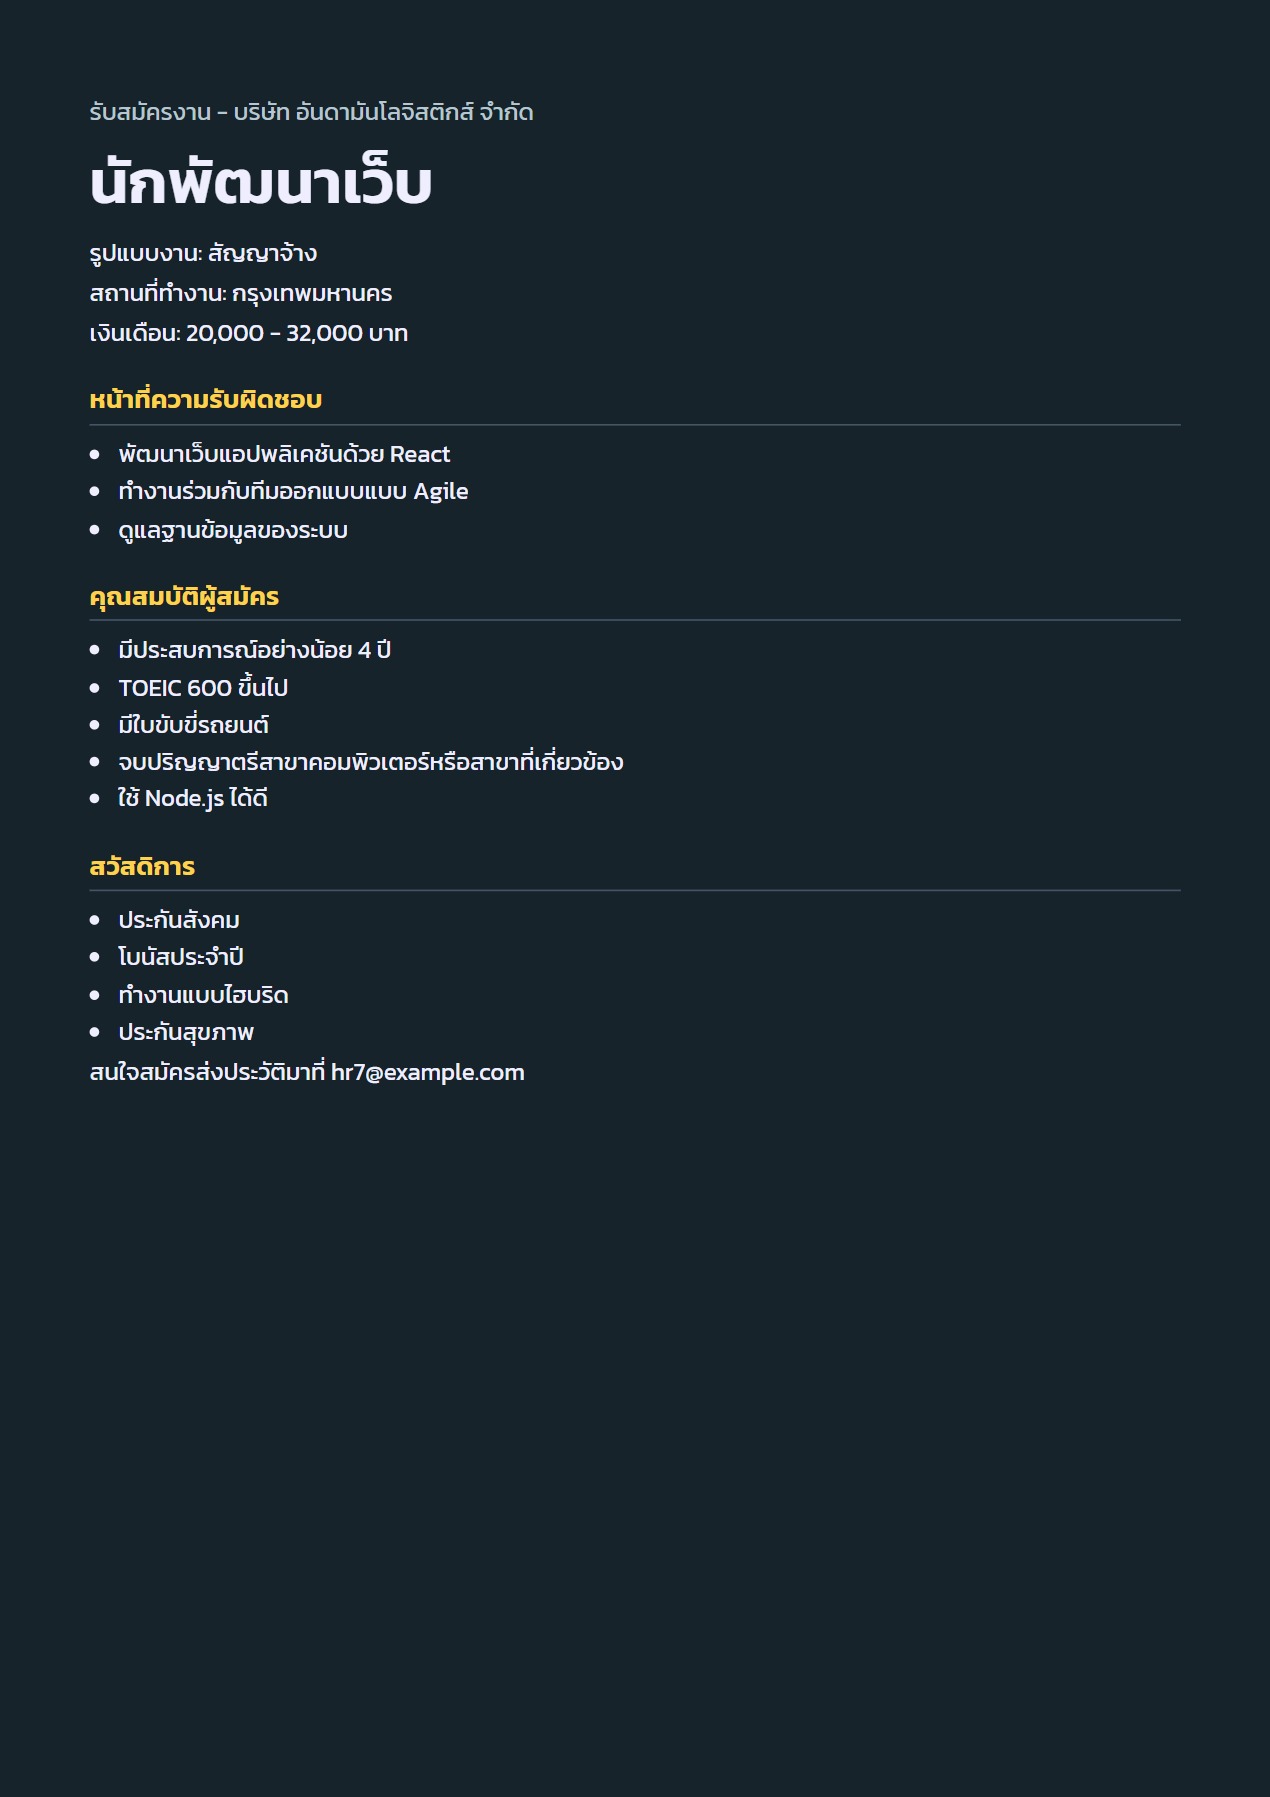 รับสมัครงาน - บริษัท อันดามันโลจิสติกส์ จำกัด
นักพัฒนาเว็บ
รูปแบบงาน: สัญญาจ้าง
สถานที่ทำงาน: กรุงเทพมหานคร
เงินเดือน: 20,000 - 32,000 บาท
หน้าที่ความรับผิดชอบ
• พัฒนาเว็บแอปพลิเคชันด้วย React
• ทำงานร่วมกับทีมออกแบบแบบ Agile
• ดูแลฐานข้อมูลของระบบ
คุณสมบัติผู้สมัคร
• มีประสบการณ์อย่างน้อย 4 ปี
• TOEIC 600 ขึ้นไป
• มีใบขับขี่รถยนต์
• จบปริญญาตรีสาขาคอมพิวเตอร์หรือสาขาที่เกี่ยวข้อง
• ใช้ Node.js ได้ดี
สวัสดิการ
• ประกันสังคม
• โบนัสประจำปี
• ทำงานแบบไฮบริด
• ประกันสุขภาพ
สนใจสมัครส่งประวัติมาที่ hr7@example.com